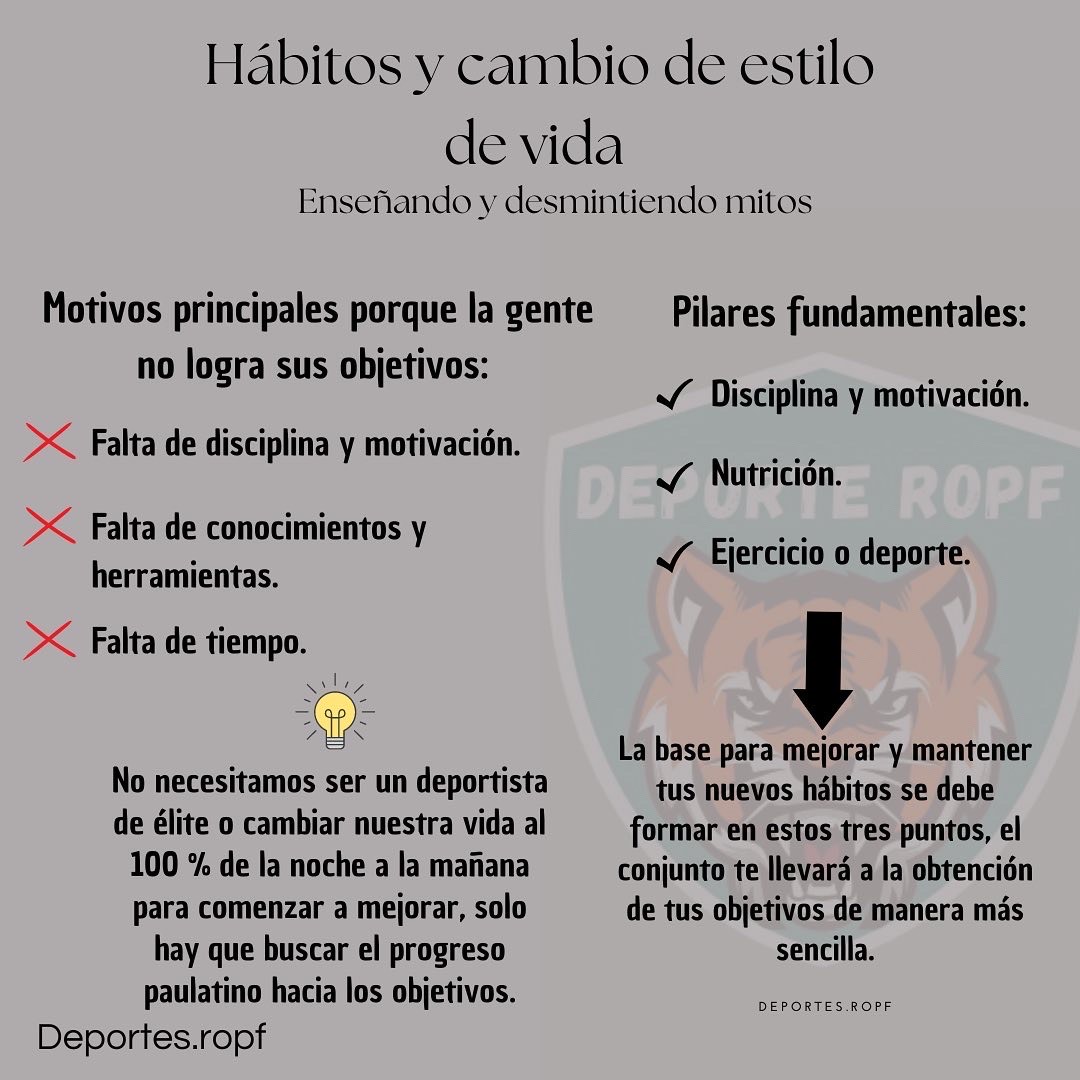 Hábitos y cambio de estilo
de vida
Enseñando y desmintiendo mitos
Motivos principales porque la gente
no logra sus objetivos:
Falta de disciplina y motivación.
Falta de conocimientos y
herramientas.
Falta de tiempo.
No necesitamos ser un deportista
de élite o cambiar nuestra vida al
100 % de la noche a la mañana
para comenzar a mejorar, solo
hay que buscar el progreso
paulatino hacia los objetivos.
Deportes.ropf
Pilares fundamentales:
Disciplina y motivación.
Nutrición.
Ejercicio o deporte.
DEPORTE ROPF
La base para mejorar y mantener
tus nuevos hábitos se debe
formar en estos tres puntos, el
conjunto te llevará a la obtención
de tus objetivos de manera más
sencilla.
DEPORTES.ROPF